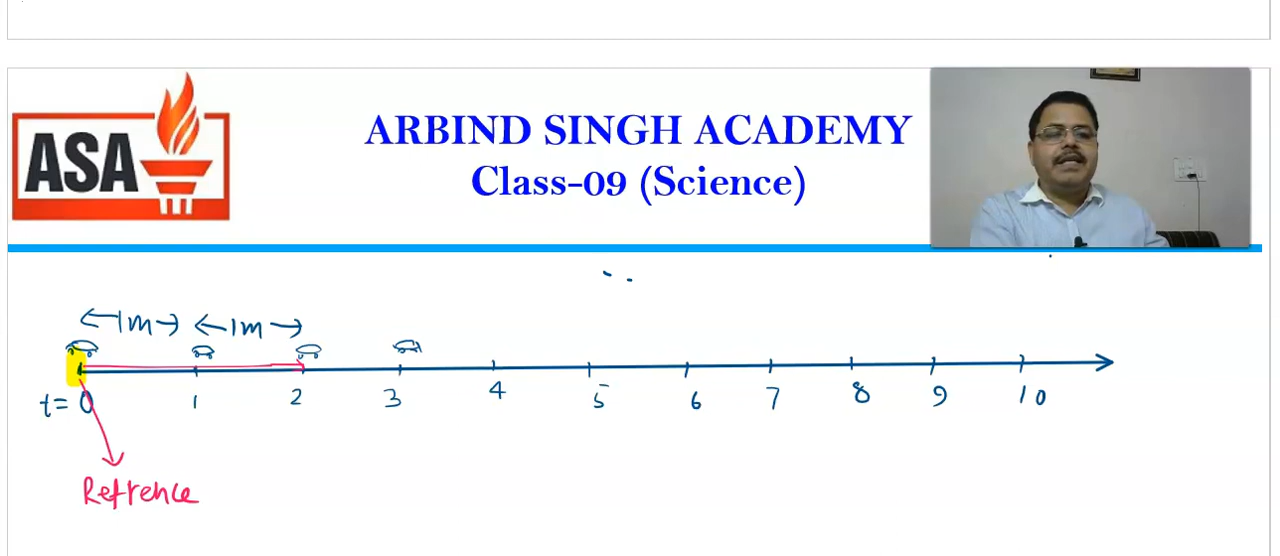 ASA
ARBIND SINGH ACADEMY
Class-09 (Science)
1m 1m
t= 0 1 2 3 4 5 6 7 8 9 10
Refrence